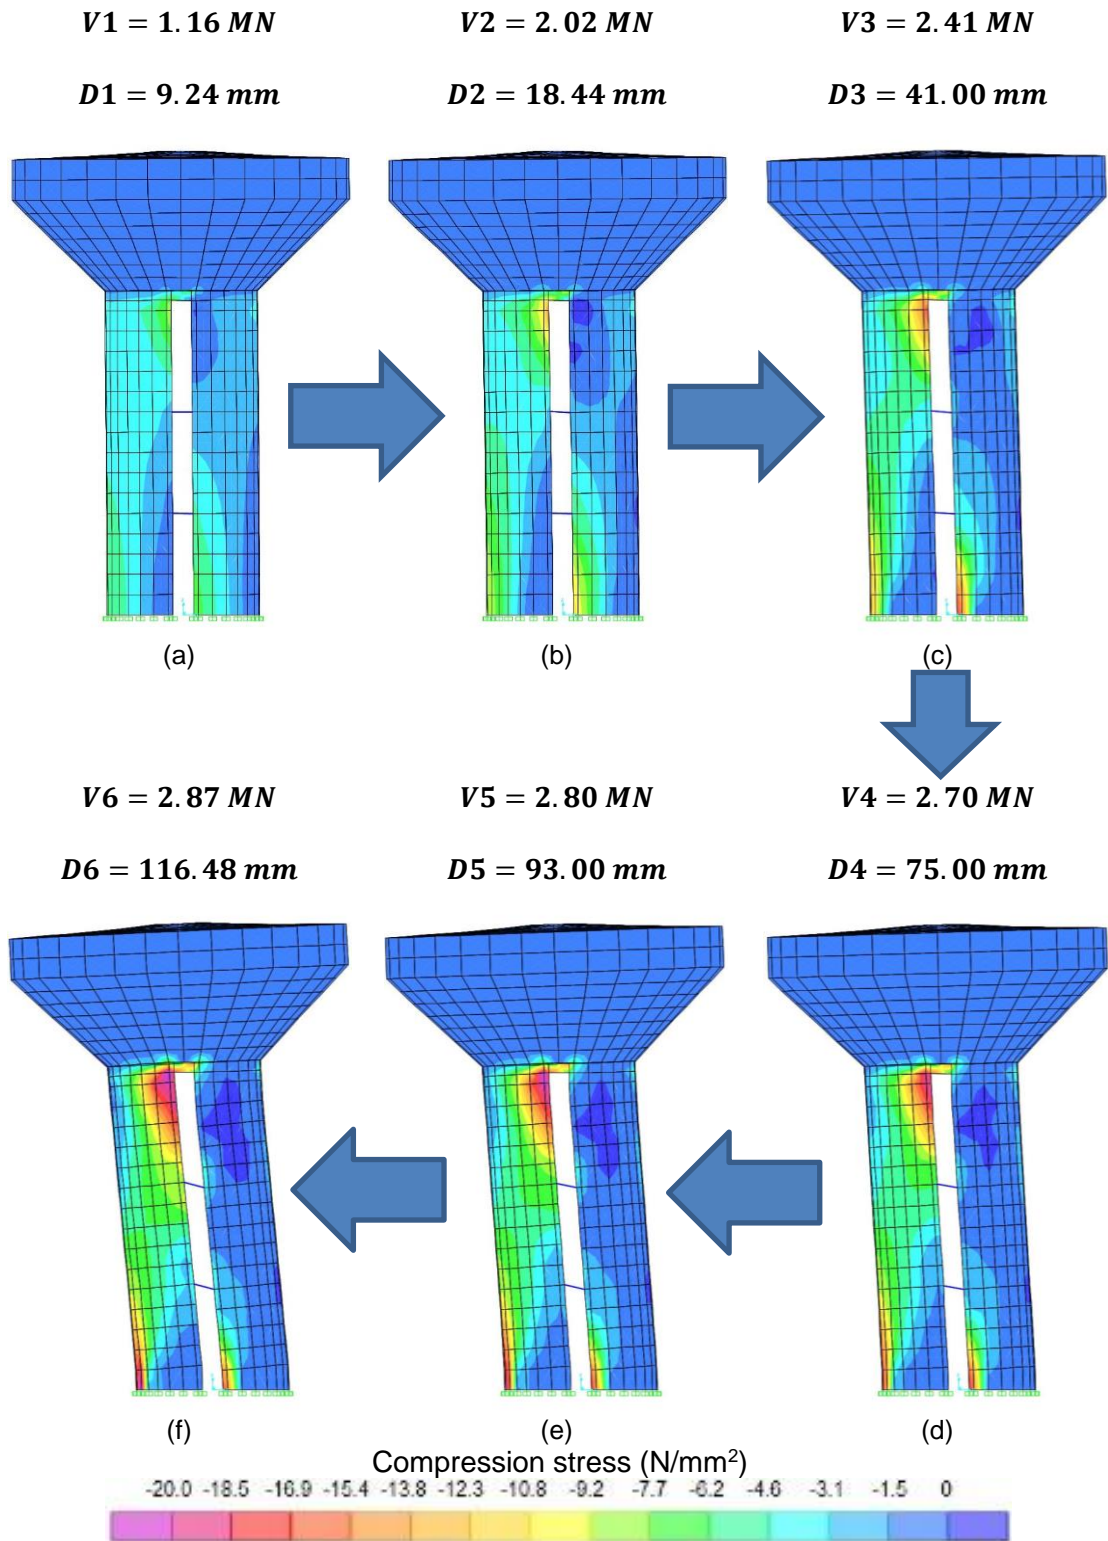 V1 = 1.16 MN V2 = 2.02 MN V3 = 2.41 MN
D1 = 9.24 mm D2 = 18.44 mm D3 = 41.00 mm
(a) (b) (c)
V6 = 2.87 MN V5 = 2.80 MN V4 = 2.70 MN
D6 = 116.48 mm D5 = 93.00 mm D4 = 75.00 mm
(f) (e) (d)
Compression stress (N/mm²)
-20.0 -18.5 -16.9 -15.4 -13.8 -12.3 -10.8 -9.2 -7.7 -6.2 -4.6 -3.1 -1.5 0